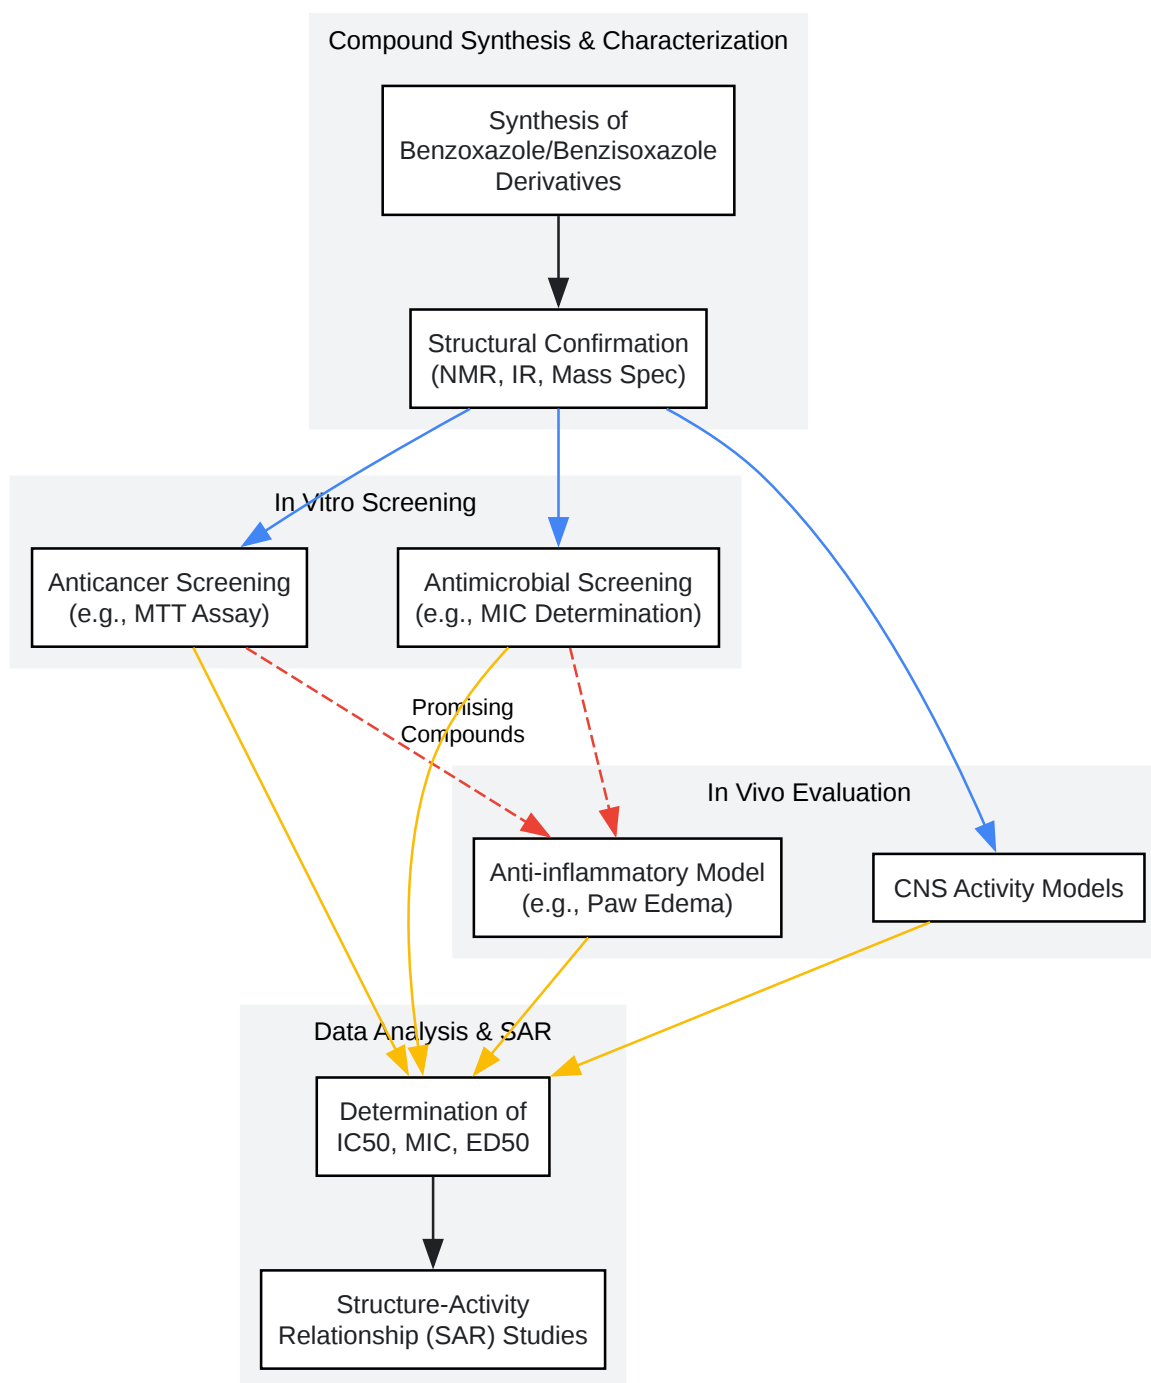 Compound Synthesis & Characterization
Synthesis of
Benzoxazole/Benzisoxazole
Derivatives
Structural Confirmation
(NMR, IR, Mass Spec)
In Vitro Screening
Anticancer Screening
(e.g., MTT Assay)
Antimicrobial Screening
(e.g., MIC Determination)
Promising
Compounds
In Vivo Evaluation
Anti-inflammatory Model
(e.g., Paw Edema)
CNS Activity Models
Data Analysis & SAR
Determination of
IC50, MIC, ED50
Structure-Activity
Relationship (SAR) Studies